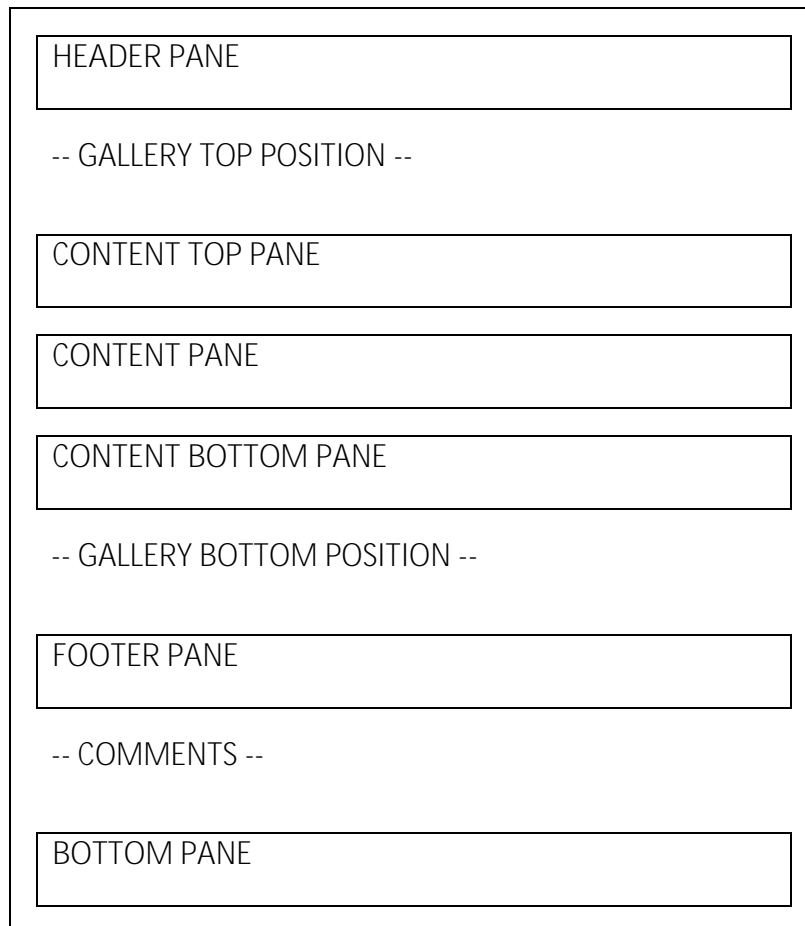 HEADER PANE
-- GALLERY TOP POSITION --
CONTENT TOP PANE
CONTENT PANE
CONTENT BOTTOM PANE
-- GALLERY BOTTOM POSITION --
FOOTER PANE
-- COMMENTS --
BOTTOM PANE